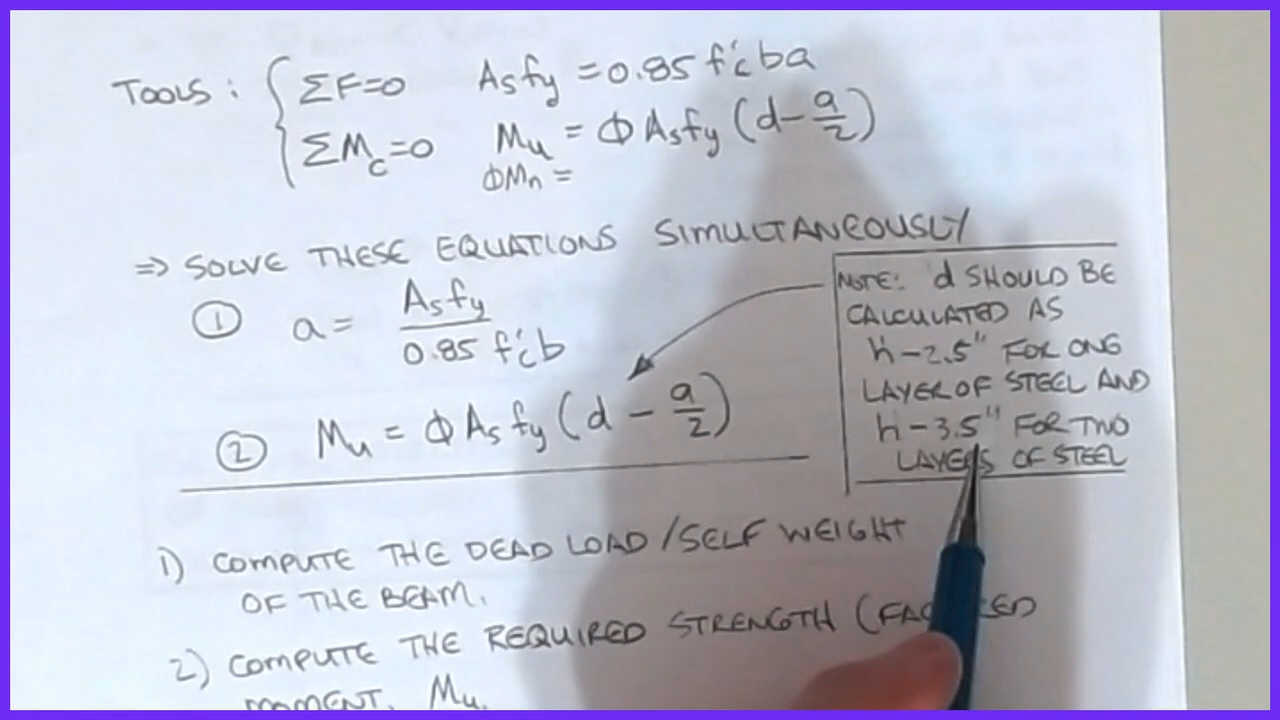 TOOLS: ΣF=0 Asfy = 0.85 f'c ba
ΣMc=0 Mu = ΦAsfy (d - a/2)
ΦMn =
⇒ SOLVE THESE EQUATIONS SIMULTANEOUSLY
① a = Asfy / 0.85 f'c b
② Mu = ΦAsfy (d - a/2)
NOTE: d SHOULD BE
CALCULATED AS
h-2.5" FOR ONE
LAYER OF STEEL AND
h-3.5" FOR TWO
LAYERS OF STEEL
1) COMPUTE THE DEAD LOAD/SELF WEIGHT
OF THE BEAM.
2) COMPUTE THE REQUIRED STRENGTH
MOMENT, Mu.